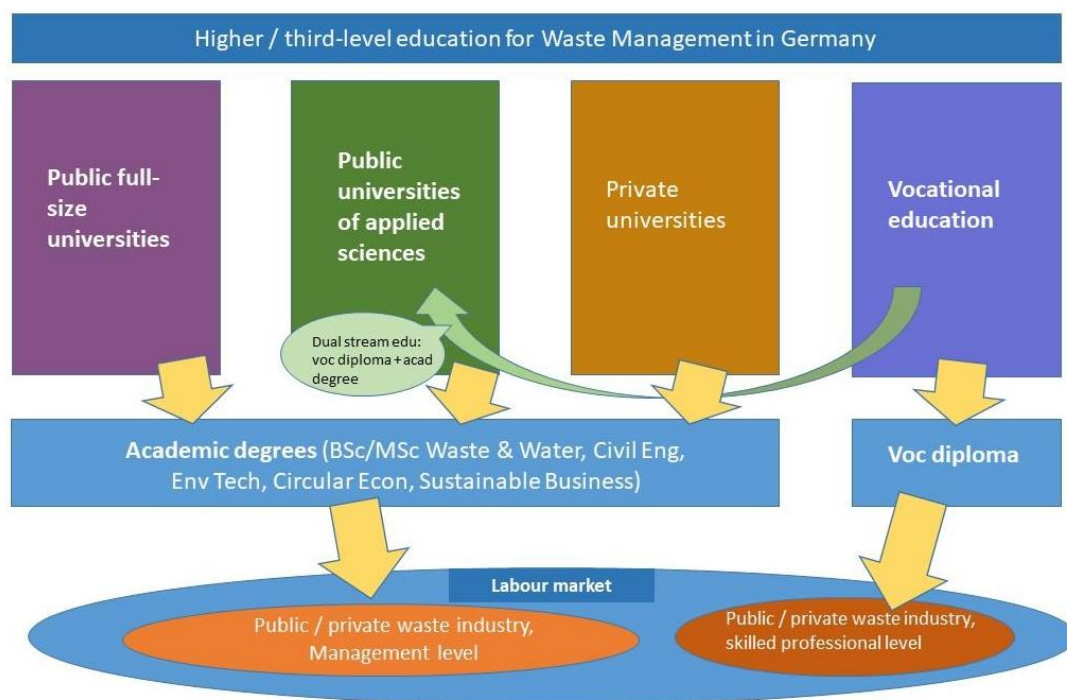 Higher / third-level education for Waste Management in Germany
Public full-
size
universities
Public
universities
of applied
sciences
Private
universities
Vocational
education
Dual stream edu:
voc diploma + acad
degree
Academic degrees (BSc/MSc Waste & Water, Civil Eng,
Env Tech, Circular Econ, Sustainable Business)
Voc diploma
Labour market
Public / private waste industry,
Management level
Public / private waste industry,
skilled professional level